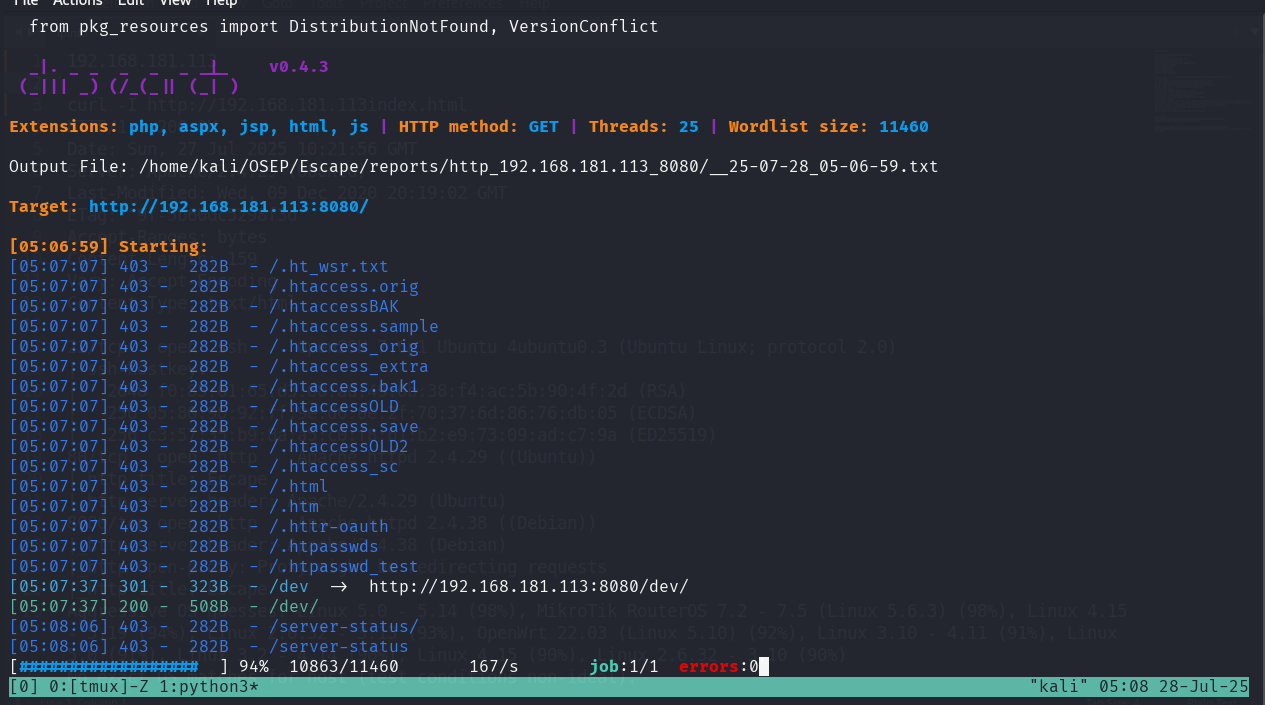 File Actions Edit View Help
from pkg_resources import DistributionNotFound, VersionConflict
_|. _ _  _  _  _ _|_    v0.4.3
(_||| _) (/_(_|| (_| )
Extensions: php, aspx, jsp, html, js | HTTP method: GET | Threads: 25 | Wordlist size: 11460
Output File: /home/kali/OSEP/Escape/reports/http_192.168.181.113_8080/__25-07-28_05-06-59.txt
Target: http://192.168.181.113:8080/
[05:06:59] Starting:
[05:07:07] 403 -  282B  - /.ht_wsr.txt
[05:07:07] 403 -  282B  - /.htaccess.orig
[05:07:07] 403 -  282B  - /.htaccessBAK
[05:07:07] 403 -  282B  - /.htaccess.sample
[05:07:07] 403 -  282B  - /.htaccess_orig
[05:07:07] 403 -  282B  - /.htaccess_extra
[05:07:07] 403 -  282B  - /.htaccess.bak1
[05:07:07] 403 -  282B  - /.htaccessOLD
[05:07:07] 403 -  282B  - /.htaccess.save
[05:07:07] 403 -  282B  - /.htaccessOLD2
[05:07:07] 403 -  282B  - /.htaccess_sc
[05:07:07] 403 -  282B  - /.html
[05:07:07] 403 -  282B  - /.htm
[05:07:07] 403 -  282B  - /.httr-oauth
[05:07:07] 403 -  282B  - /.htpasswds
[05:07:07] 403 -  282B  - /.htpasswd_test
[05:07:37] 301 -  323B  - /dev  ->  http://192.168.181.113:8080/dev/
[05:07:37] 200 -  508B  - /dev/
[05:08:06] 403 -  282B  - /server-status/
[05:08:06] 403 -  282B  - /server-status
[################## ] 94%  10863/11460       167/s       job:1/1  errors:0
[0] 0:[tmux]-Z 1:python3* "kali" 05:08 28-Jul-25